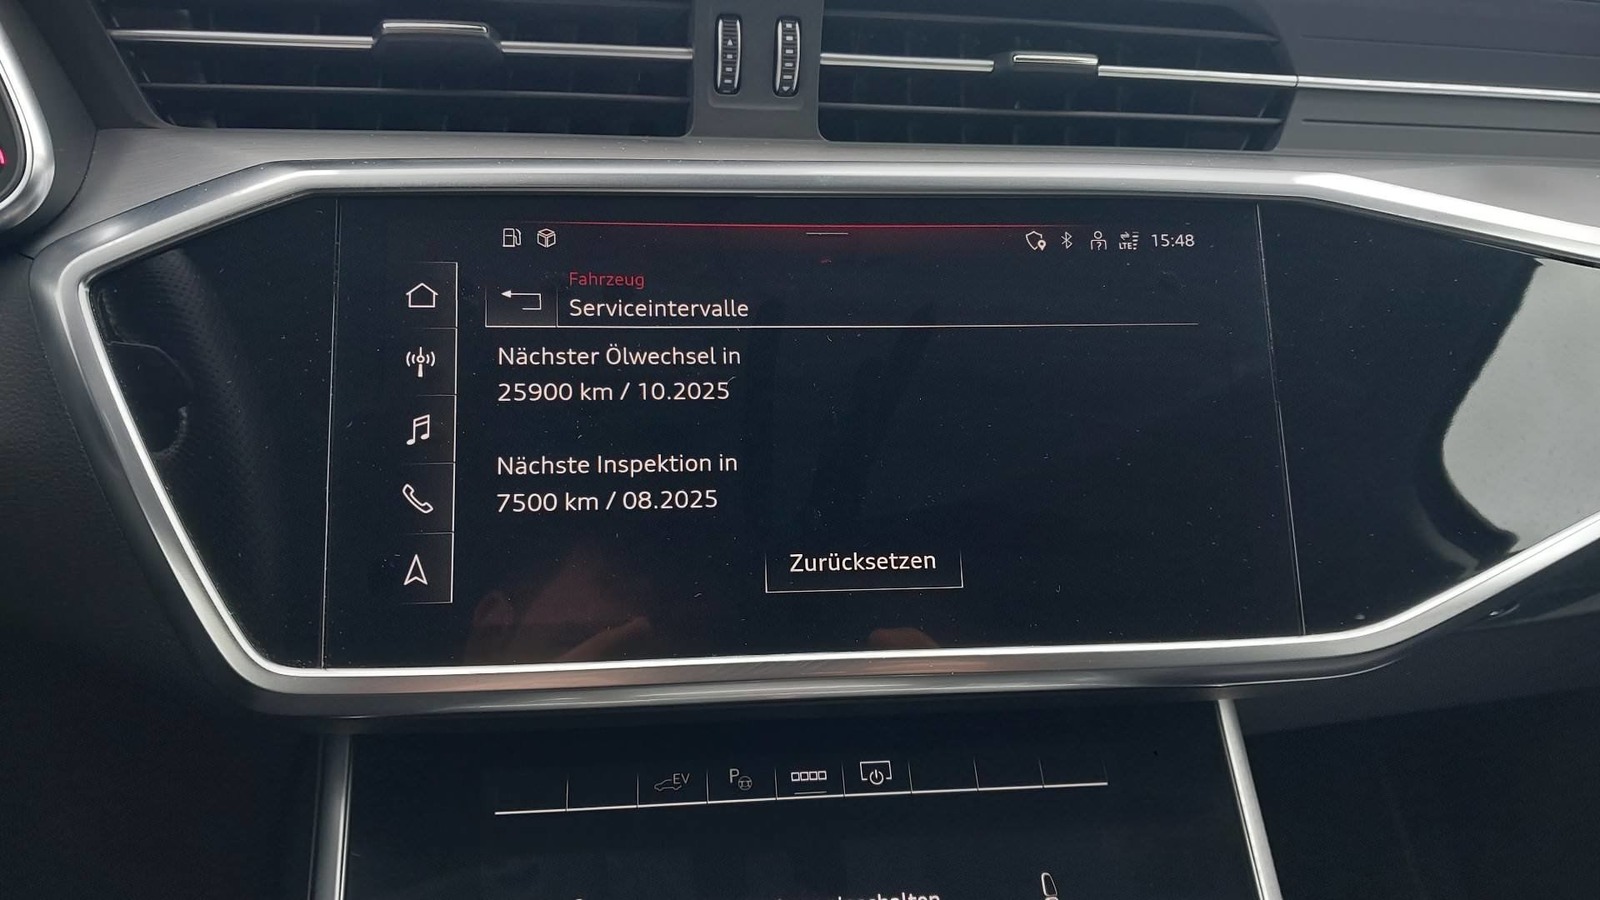 LTE 15:48
Fahrzeug
Serviceintervalle
Nächster Ölwechsel in
25900 km / 10.2025
Nächste Inspektion in
7500 km / 08.2025
Zurücksetzen
EV P